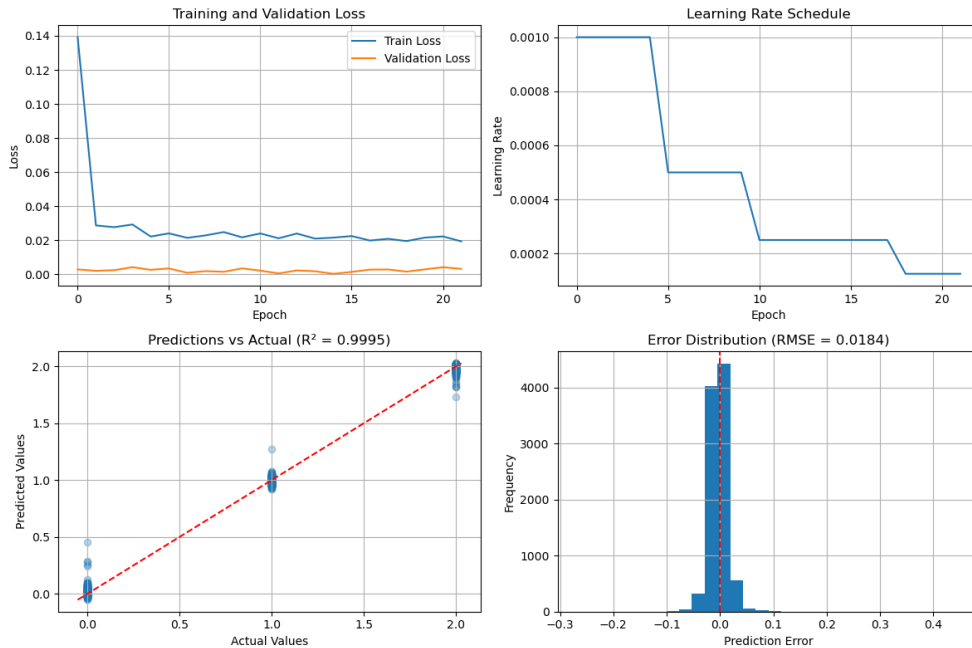 Training and Validation Loss
0.14
0.12
0.10
0.08
0.06
0.04
0.02
0.00
Loss
Train Loss
Validation Loss
0 5 10 15 20
Epoch
Learning Rate Schedule
0.0010
0.0008
0.0006
0.0004
0.0002
Learning Rate
0 5 10 15 20
Epoch
Predictions vs Actual (R² = 0.9995)
2.0
1.5
1.0
0.5
0.0
Predicted Values
0.0 0.5 1.0 1.5 2.0
Actual Values
Error Distribution (RMSE = 0.0184)
4000
3000
2000
1000
0
Frequency
−0.3 −0.2 −0.1 0.0 0.1 0.2 0.3 0.4
Prediction Error